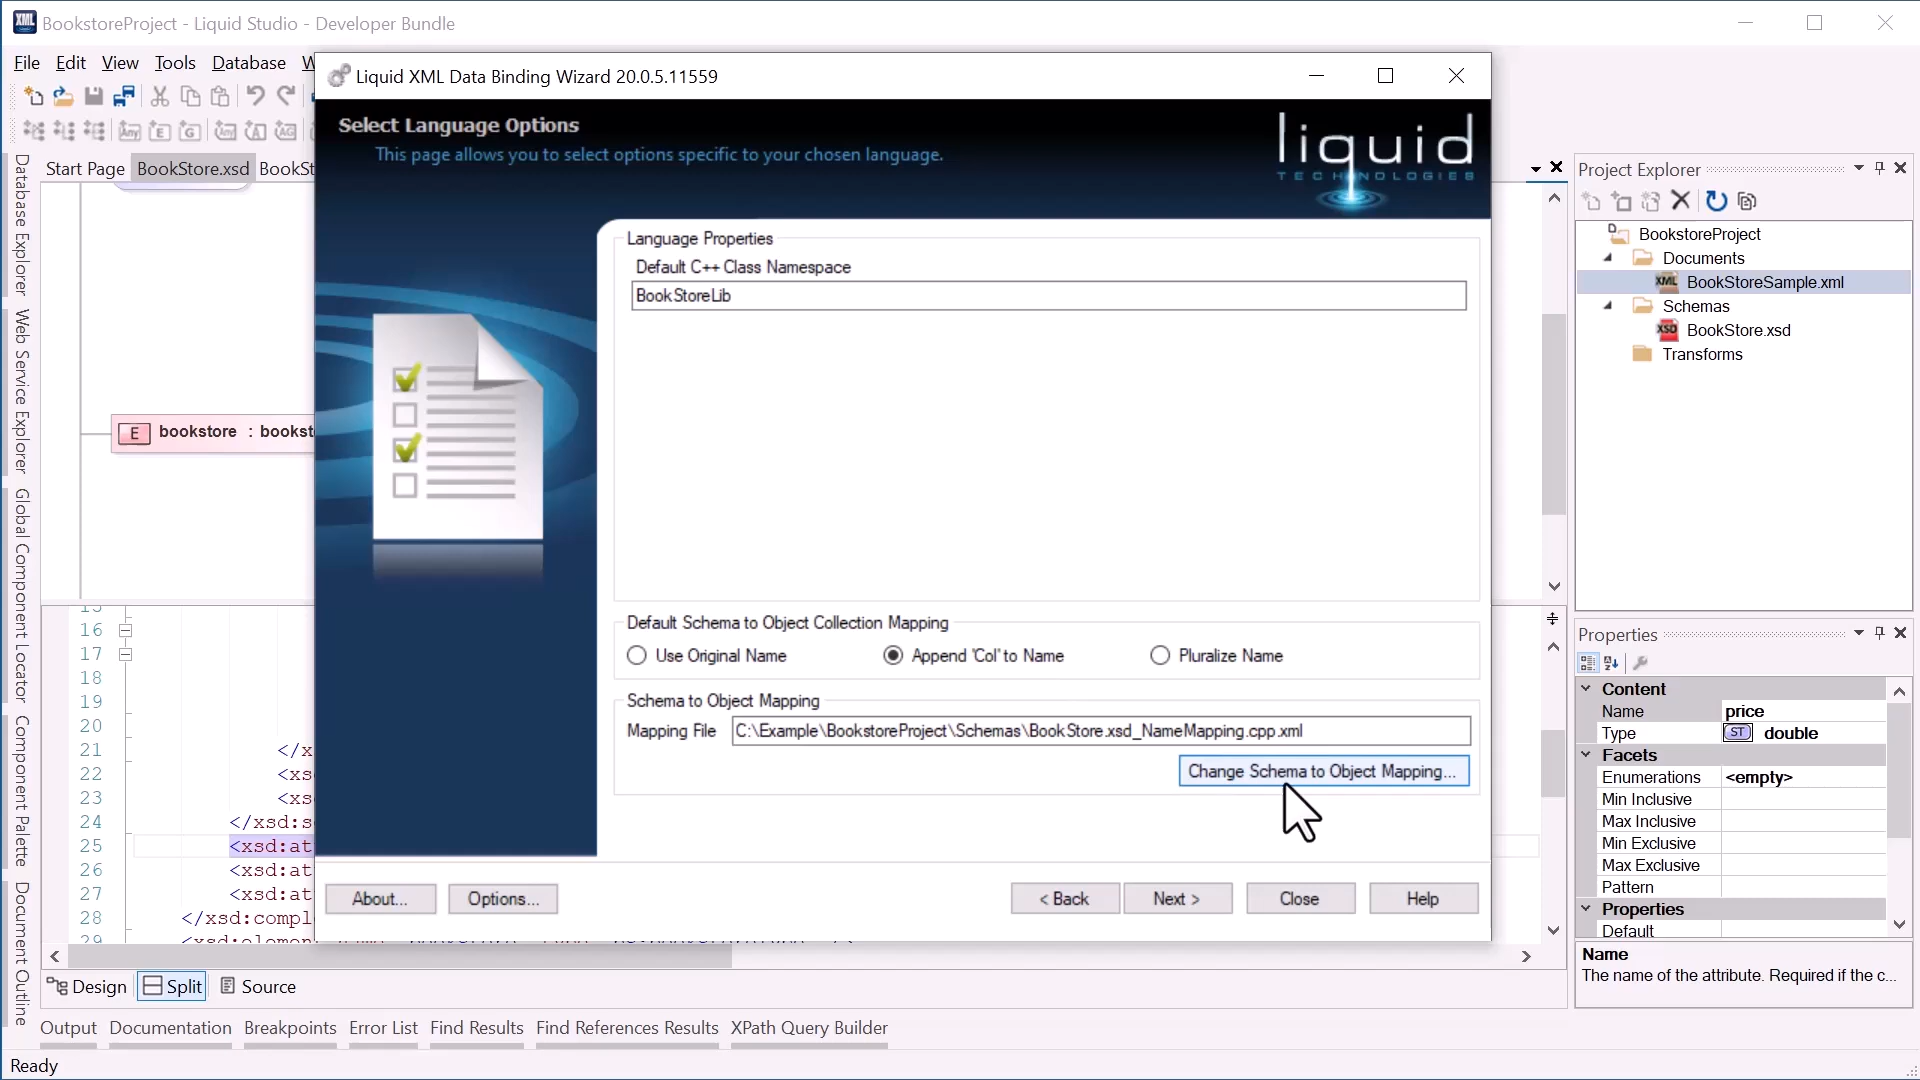 BookstoreProject - Liquid Studio - Developer Bundle
File Edit View Tools Database
Liquid XML Data Binding Wizard 20.0.5.11559
Select Language Options
This page allows you to select options specific to your chosen language.
liquid
TECHNOLOGIES
Start Page BookStore.xsd BookSt
Database Explorer
Web Service Explorer
Global Component Locator
Component Palette
Document Outline
E bookstore : bookst
Language Properties
Default C++ Class Namespace
BookStoreLib
Default Schema to Object Collection Mapping
Use Original Name Append 'Col' to Name Pluralize Name
Schema to Object Mapping
Mapping File C:\Example\BookstoreProject\Schemas\BookStore.xsd_NameMapping.cpp.xml
Change Schema to Object Mapping...
About... Options... < Back Next > Close Help
16
17
18
19
20
21 </x
22 <xs
23 <xs
24 </xsd:s
25 <xsd:at
26 <xsd:at
27 <xsd:at
28 </xsd:compl
29
Design Split Source
Output Documentation Breakpoints Error List Find Results Find References Results XPath Query Builder
Ready
Project Explorer
BookstoreProject
Documents
XML BookStoreSample.xml
Schemas
XSD BookStore.xsd
Transforms
Properties
Content
Name price
Type ST double
Facets
Enumerations <empty>
Min Inclusive
Max Inclusive
Min Exclusive
Max Exclusive
Pattern
Properties
Default
Name
The name of the attribute. Required if the c...